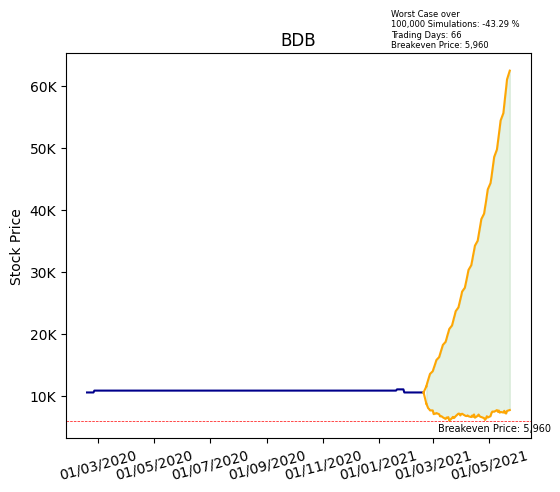 Worst Case over
100,000 Simulations: -43.29 %
Trading Days: 66
Breakeven Price: 5,960
BDB
Stock Price
60K
50K
40K
30K
20K
10K
Breakeven Price: 5,960
01/03/2020 01/05/2020 01/07/2020 01/09/2020 01/11/2020 01/01/2021 01/03/2021 01/05/2021